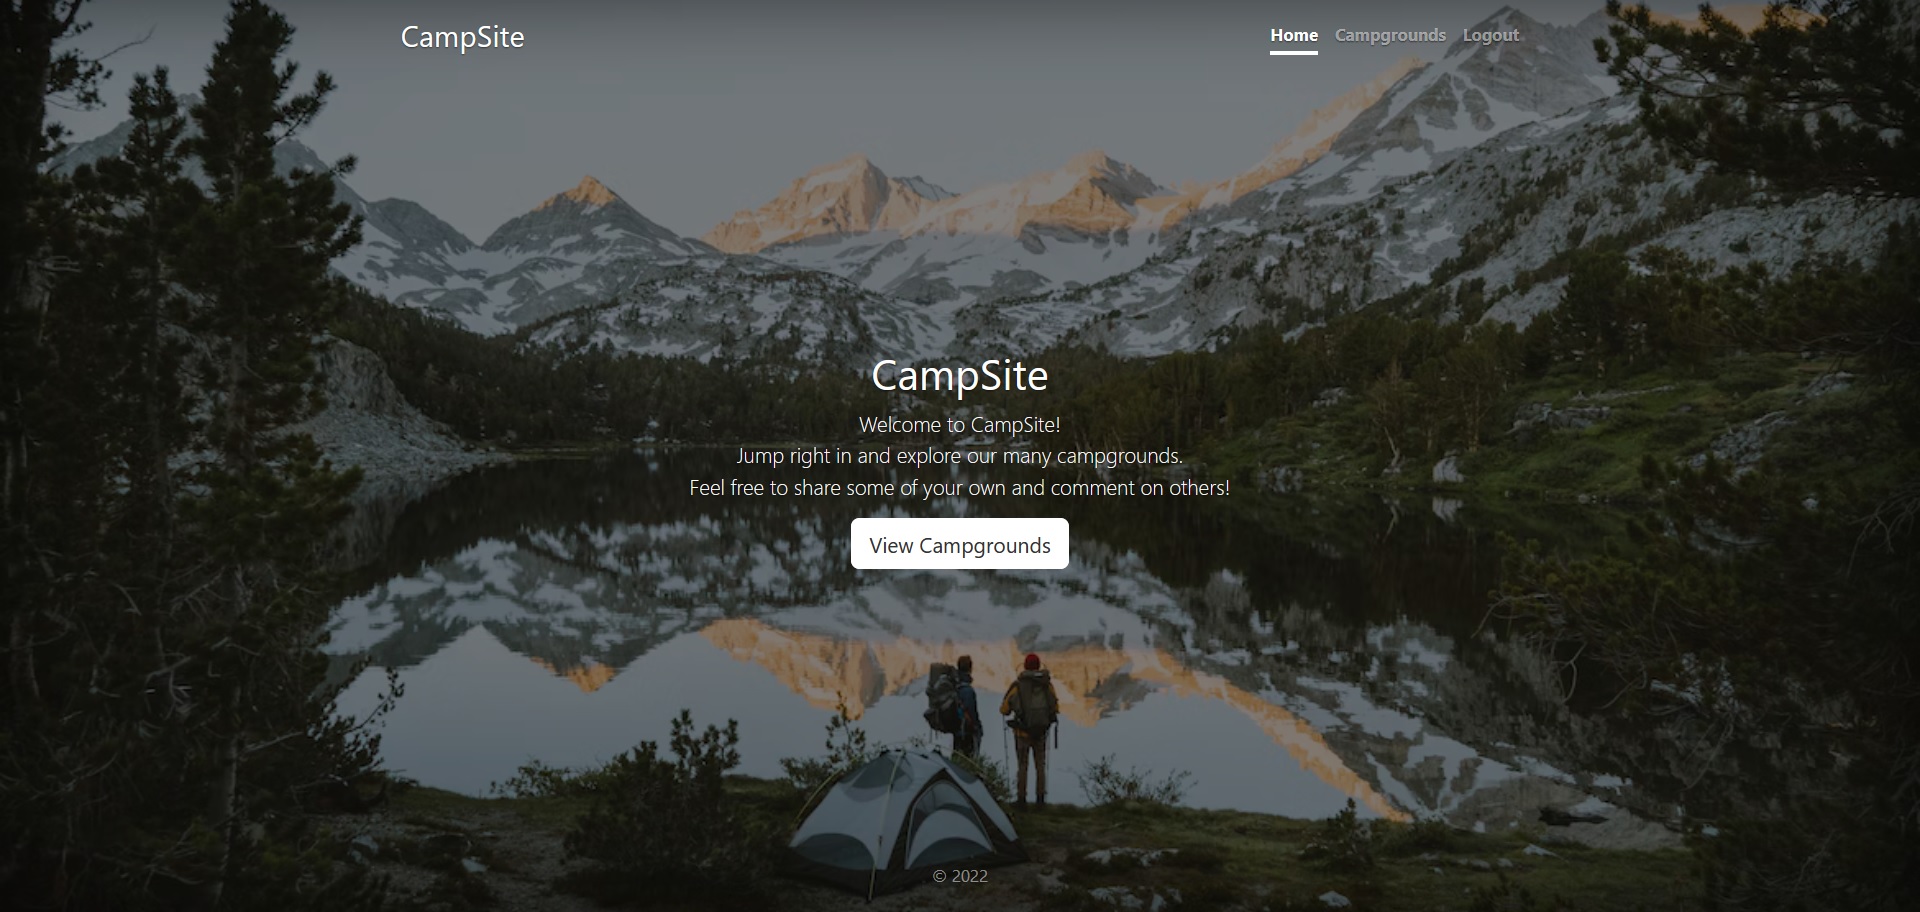 CampSite
Home Campgrounds Logout
CampSite
Welcome to CampSite!
Jump right in and explore our many campgrounds.
Feel free to share some of your own and comment on others!
View Campgrounds
© 2022